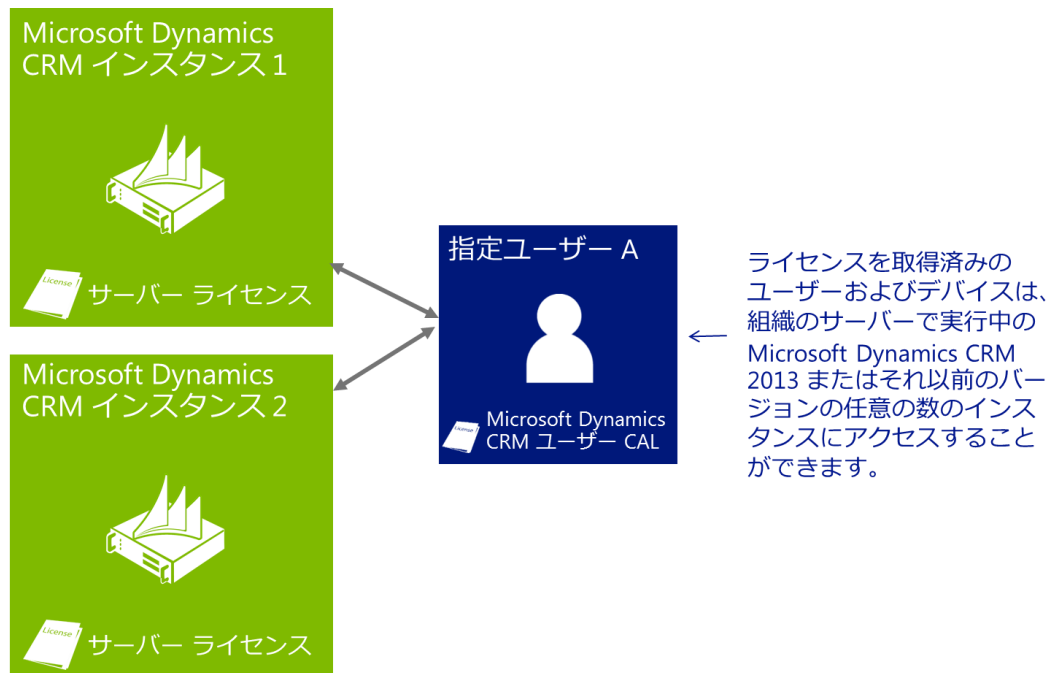 Microsoft Dynamics
CRM インスタンス 1
License
サーバー ライセンス
Microsoft Dynamics
CRM インスタンス 2
License
サーバー ライセンス
指定ユーザー A
License
Microsoft Dynamics
CRM ユーザー CAL
ライセンスを取得済みの
ユーザーおよびデバイスは、
組織のサーバーで実行中の
Microsoft Dynamics CRM
2013 またはそれ以前のバー
ジョンの任意の数のインス
タンスにアクセスすること
ができます。